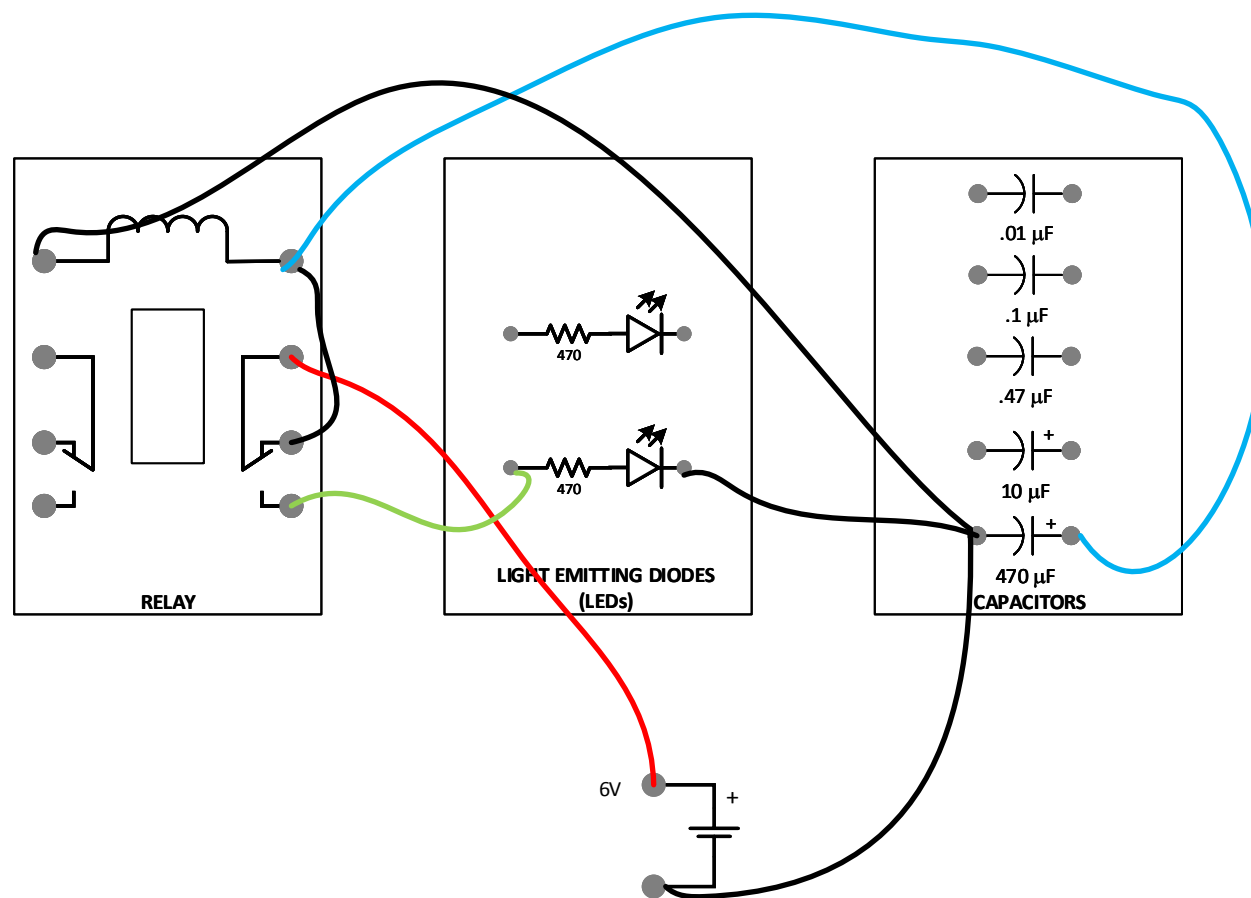 .01 μF
.1 μF
470
.47 μF
+
470
10 μF
+
LIGHT EMITTING DIODES
(LEDs)
470 μF
RELAY
CAPACITORS
6V
+